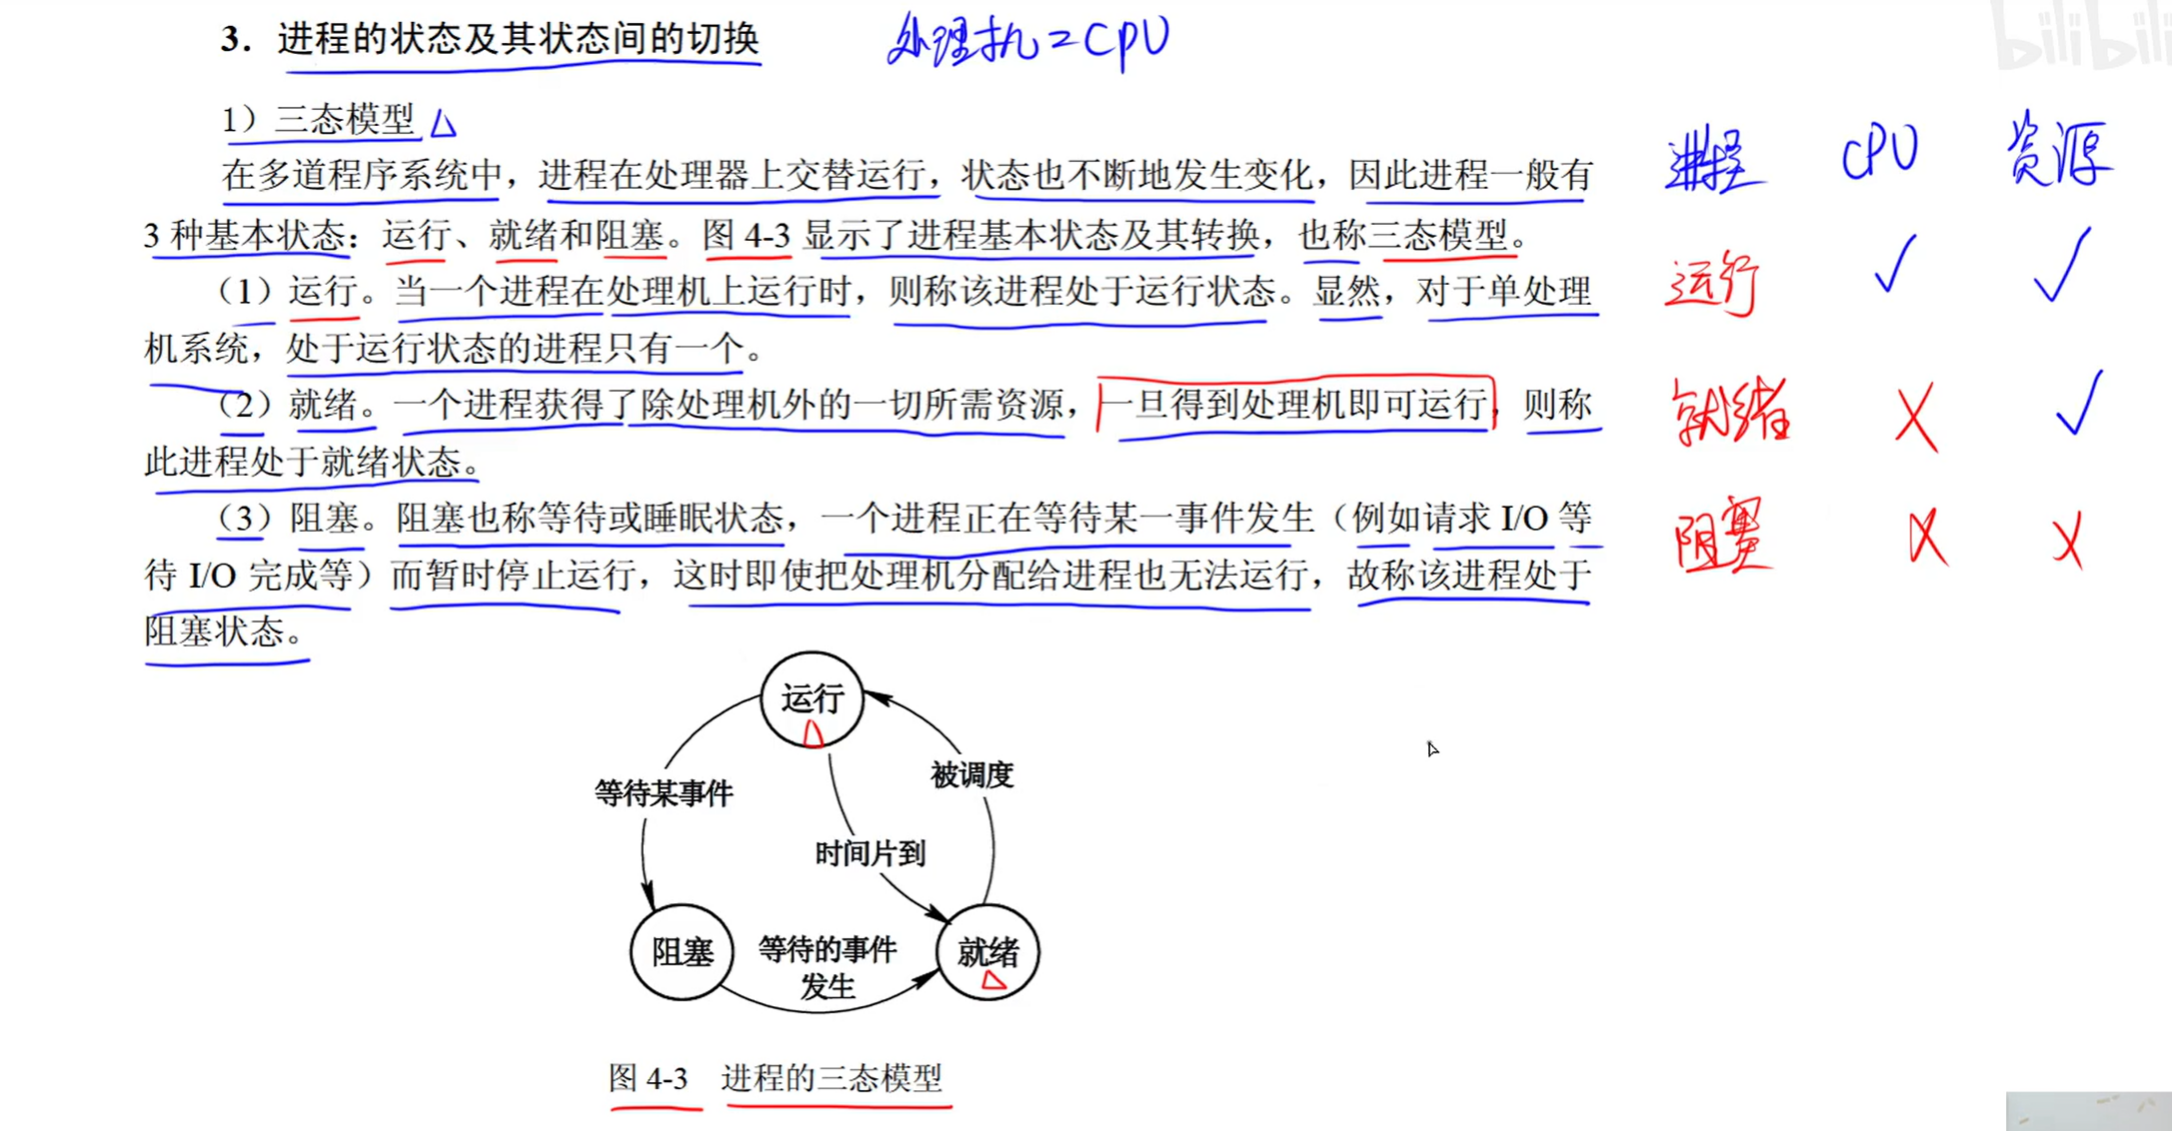 3. 进程的状态及其状态间的切换
处理机=CPU
bilibili
1）三态模型
在多道程序系统中，进程在处理器上交替运行，状态也不断地发生变化，因此进程一般有
3 种基本状态：运行、就绪和阻塞。图 4-3 显示了进程基本状态及其转换，也称三态模型。
（1）运行。当一个进程在处理机上运行时，则称该进程处于运行状态。显然，对于单处理
机系统，处于运行状态的进程只有一个。
（2）就绪。一个进程获得了除处理机外的一切所需资源，一旦得到处理机即可运行，则称
此进程处于就绪状态。
（3）阻塞。阻塞也称等待或睡眠状态，一个进程正在等待某一事件发生（例如请求 I/O 等
待 I/O 完成等）而暂时停止运行，这时即使把处理机分配给进程也无法运行，故称该进程处于
阻塞状态。
进程 CPU 资源
运行 ✓ ✓
就绪 X ✓
阻塞 X X
运行
等待某事件
被调度
时间片到
阻塞
等待的事件
发生
就绪
图 4-3 进程的三态模型